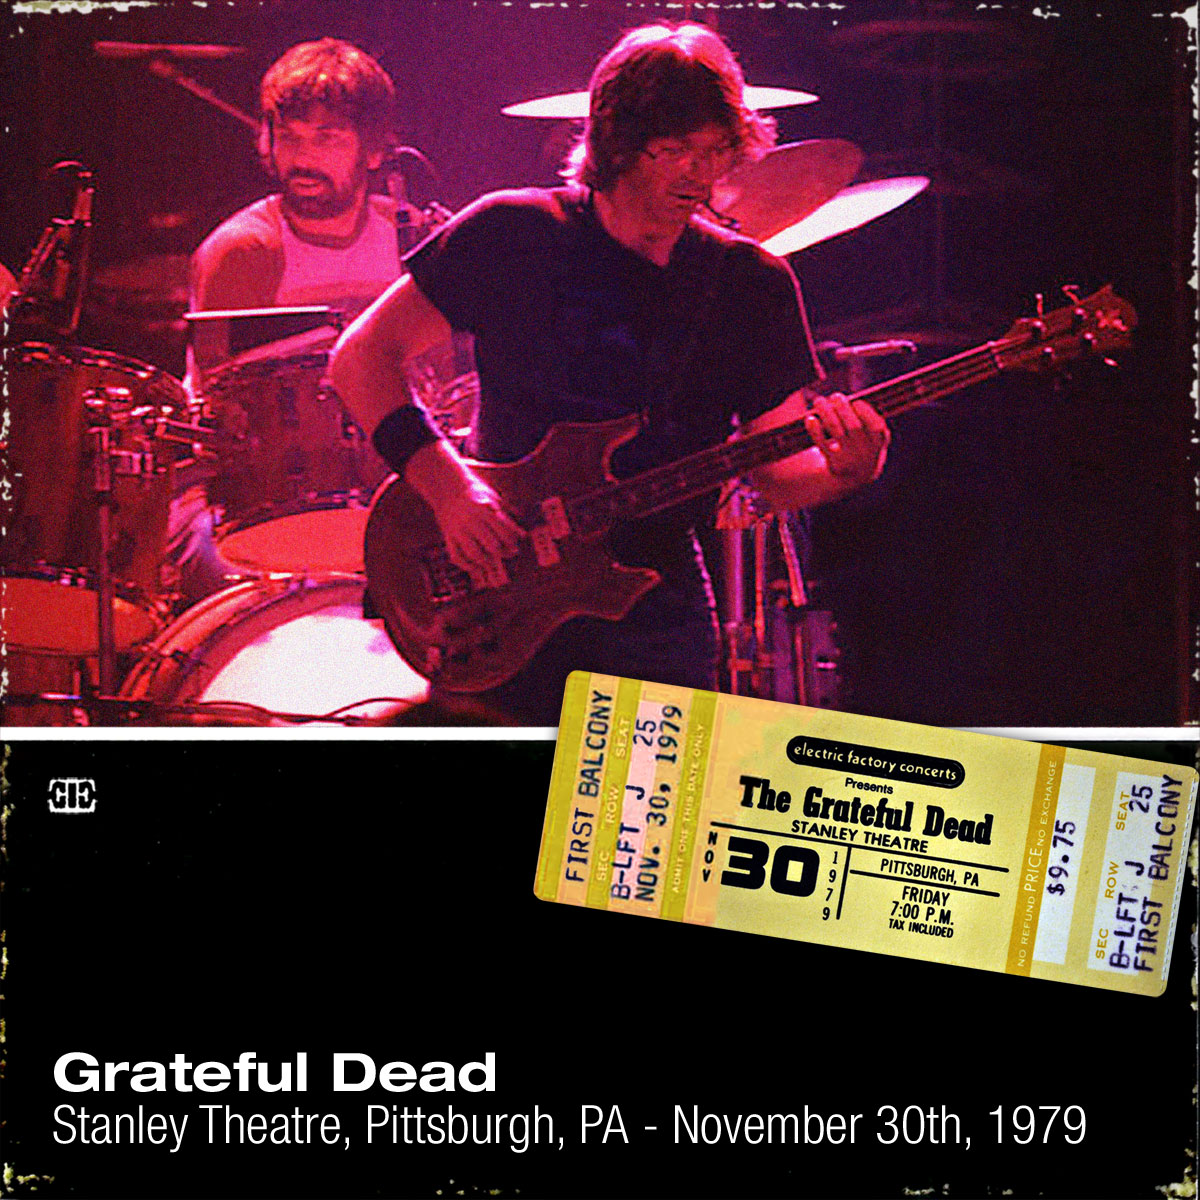 FIRST BALCONY
SEC ROW SEAT
B-LFT J 25
NOV. 30, 1979
ADMIT ONE THIS DATE ONLY
electric factory concerts
Presents
The Grateful Dead
STANLEY THEATRE
NOV
30
1979
PITTSBURGH, PA
FRIDAY
7:00 P.M.
TAX INCLUDED
NO REFUND PRICE NO EXCHANGE
$9.75
SEC ROW SEAT
B-LFT J 25
FIRST BALCONY
Grateful Dead
Stanley Theatre, Pittsburgh, PA - November 30th, 1979